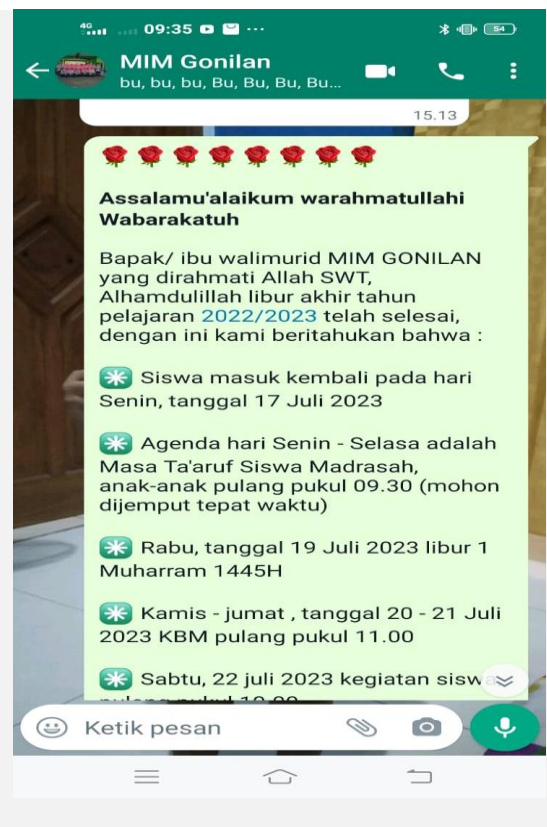 4G
09:35
54
MIM Gonilan
bu, bu, bu, Bu, Bu, Bu, Bu...
15.13
Assalamu'alaikum warahmatullahi
Wabarakatuh
Bapak/ ibu walimurid MIM GONILAN
yang dirahmati Allah SWT,
Alhamdulillah libur akhir tahun
pelajaran 2022/2023 telah selesai,
dengan ini kami beritahukan bahwa :
Siswa masuk kembali pada hari
Senin, tanggal 17 Juli 2023
Agenda hari Senin - Selasa adalah
Masa Ta'aruf Siswa Madrasah,
anak-anak pulang pukul 09.30 (mohon
dijemput tepat waktu)
Rabu, tanggal 19 Juli 2023 libur 1
Muharram 1445H
Kamis - jumat , tanggal 20 - 21 Juli
2023 KBM pulang pukul 11.00
Sabtu, 22 juli 2023 kegiatan siswa
Ketik pesan